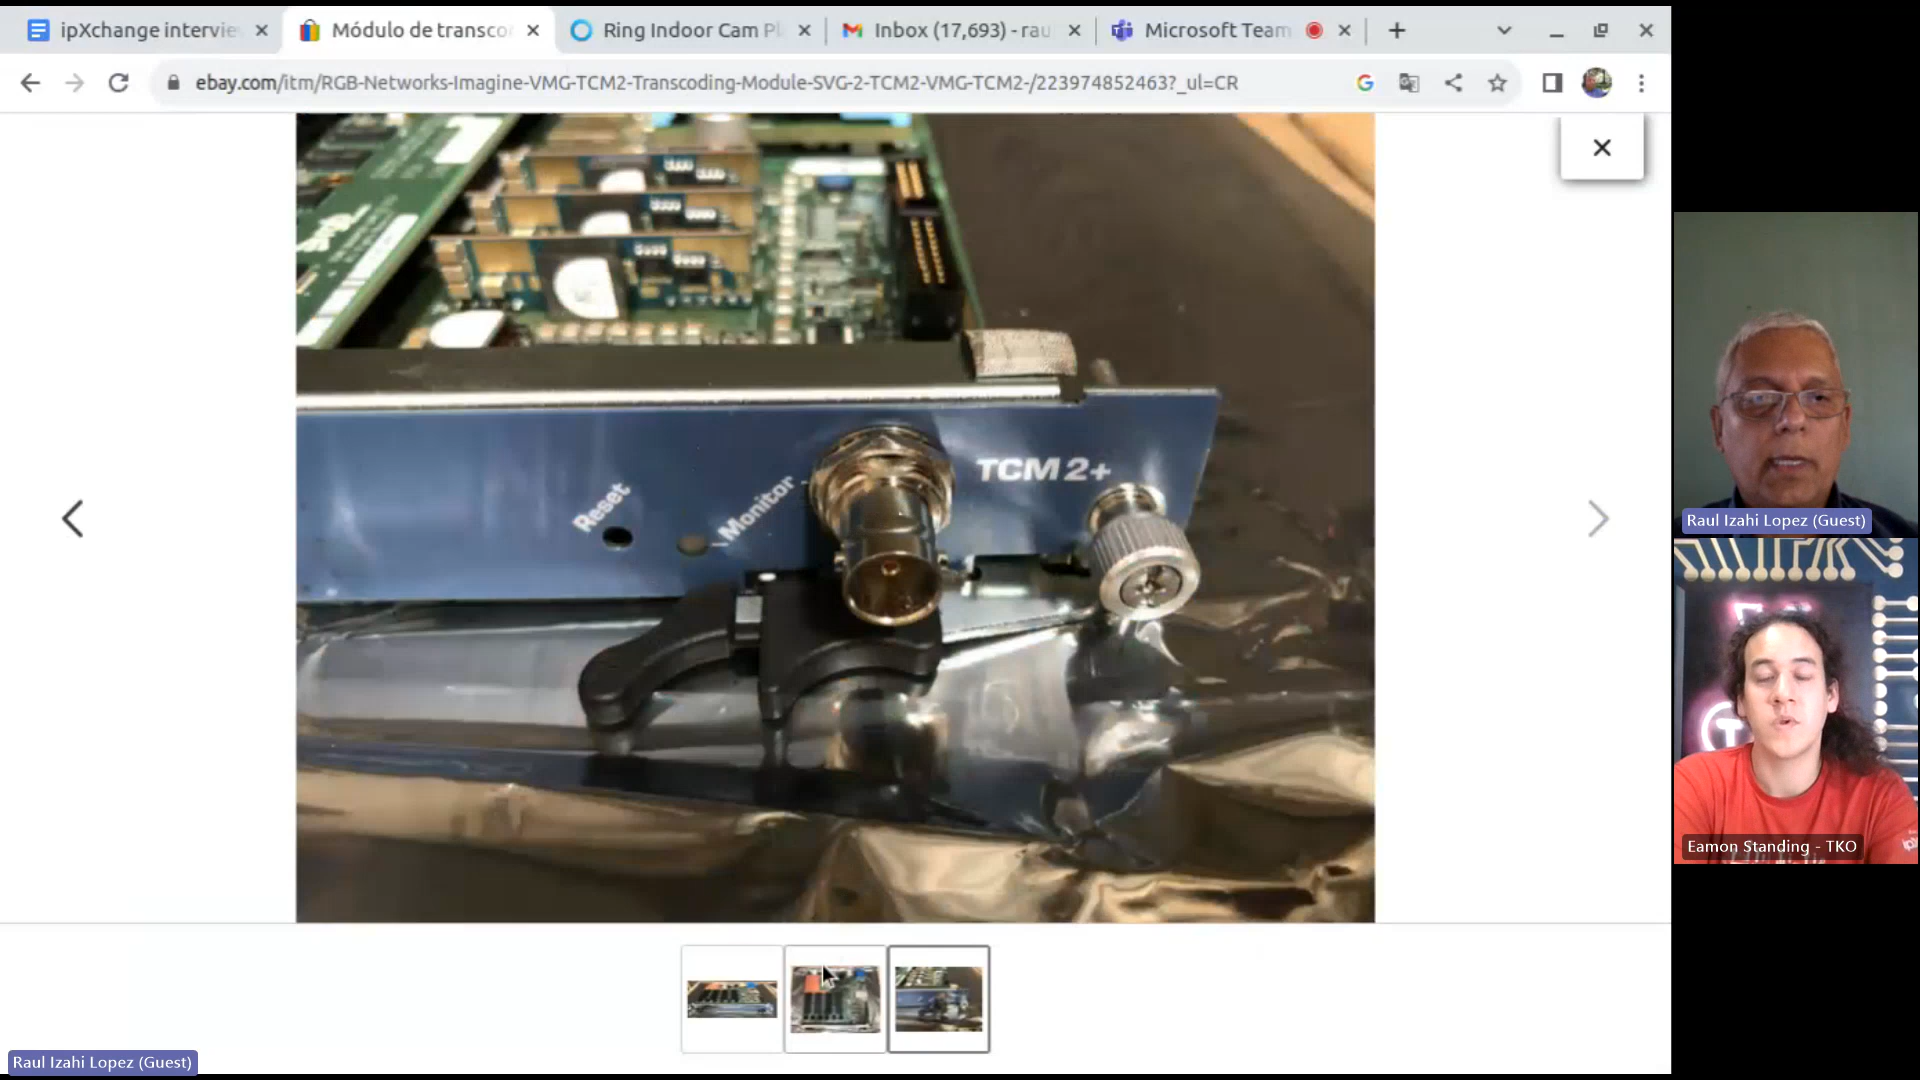 ipXchange intervie
Módulo de transco
Ring Indoor Cam Pl
Inbox (17,693) - rau
Microsoft Team
ebay.com/itm/RGB-Networks-Imagine-VMG-TCM2-Transcoding-Module-SVG-2-TCM2-VMG-TCM2-/223974852463?_ul=CR
TCM 2+
Reset
Monitor
Raul Izahi Lopez (Guest)
Eamon Standing - TKO
Raul Izahi Lopez (Guest)